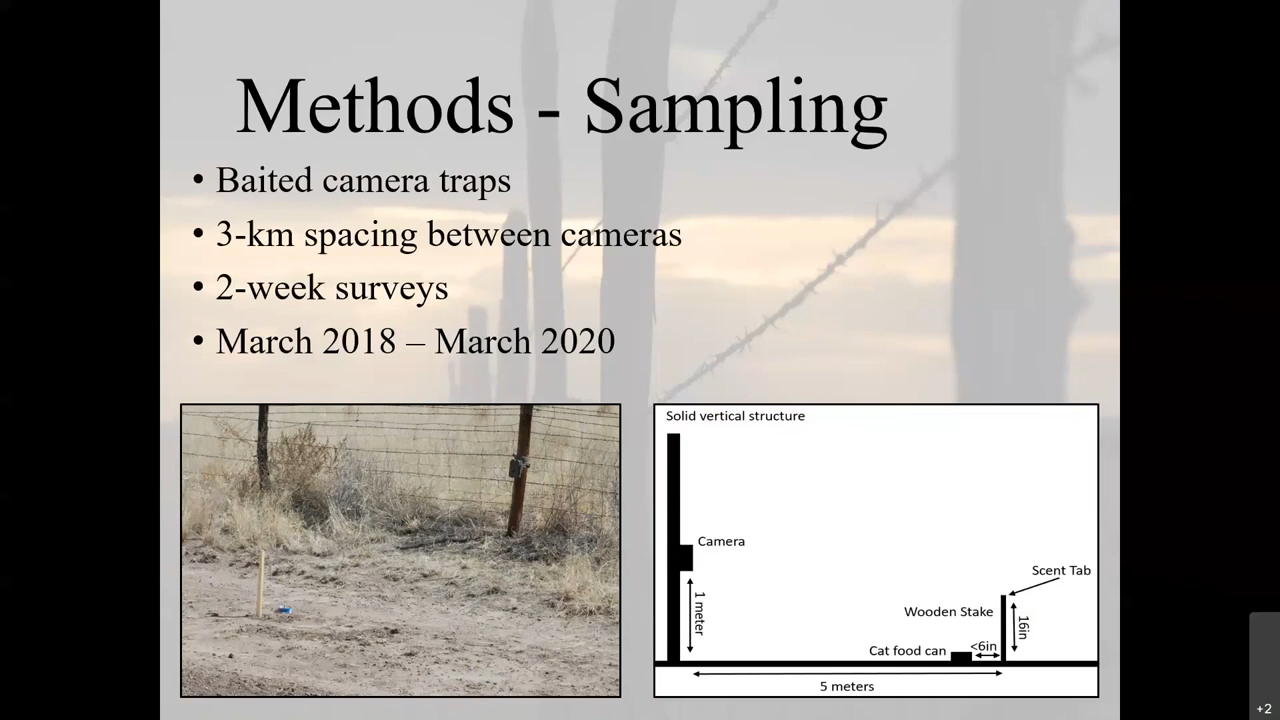 Methods - Sampling
• Baited camera traps
• 3-km spacing between cameras
• 2-week surveys
• March 2018 – March 2020
Solid vertical structure
Camera
1 meter
Scent Tab
Wooden Stake
16in
Cat food can
<6in
5 meters
+2